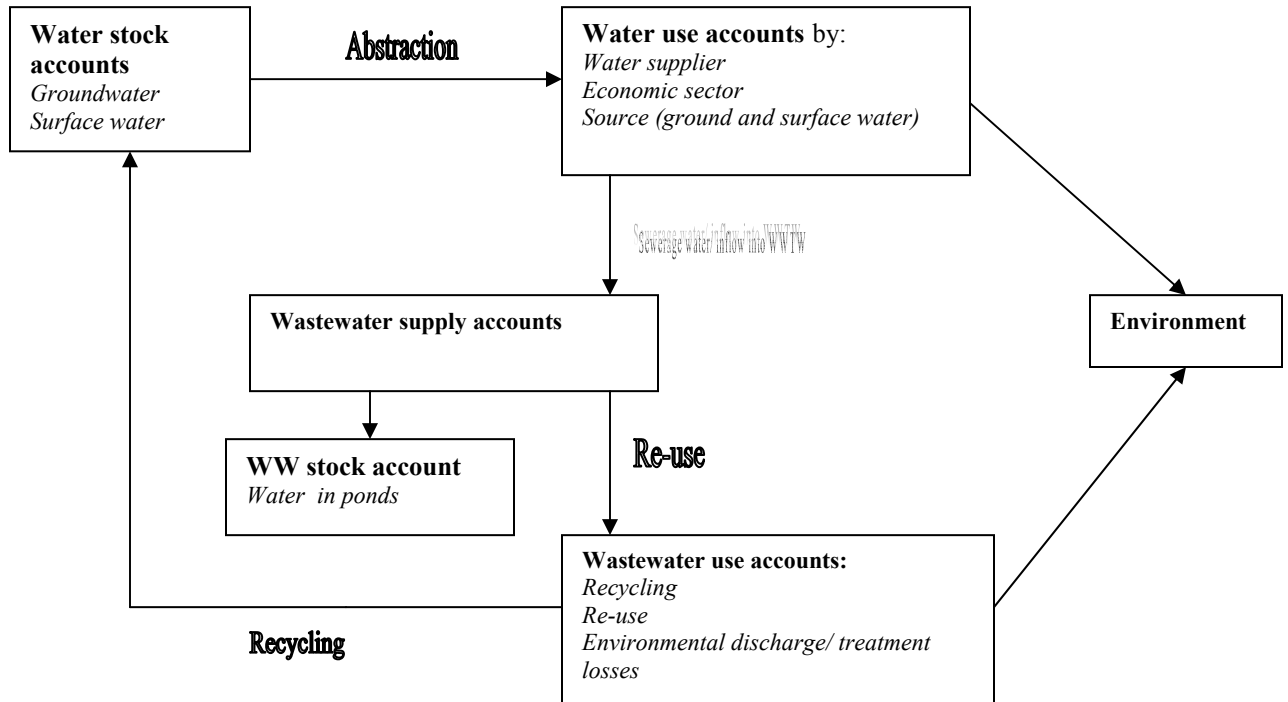 Water stock
accounts
Groundwater
Surface water
Abstraction
Water use accounts by:
Water supplier
Economic sector
Source (ground and surface water)
Sewerage water/ inflow into WWTW
Wastewater supply accounts
Environment
WW stock account
Water in ponds
Re-use
Wastewater use accounts:
Recycling
Re-use
Environmental discharge/ treatment
losses
Recycling